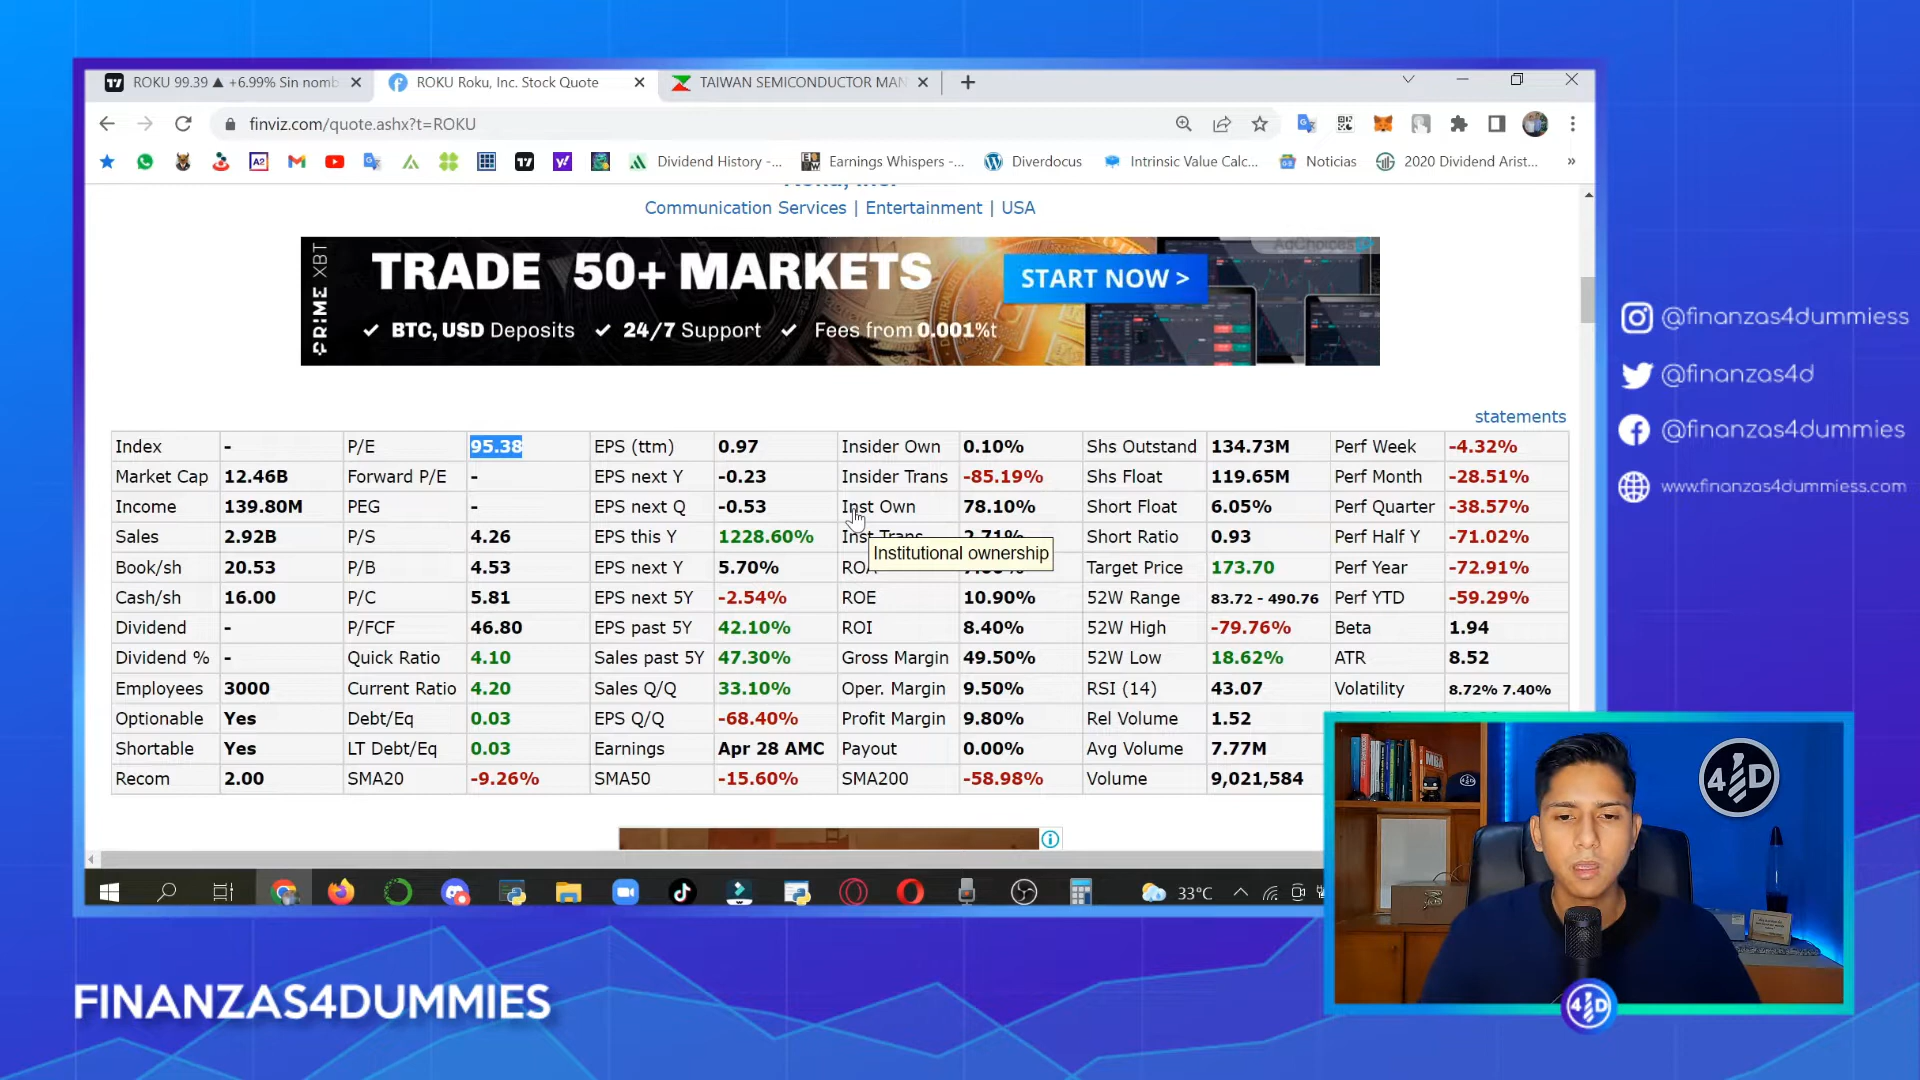 ROKU 99.39 ▲ +6.99% Sin nomb
ROKU Roku, Inc. Stock Quote
TAIWAN SEMICONDUCTOR MAN
finviz.com/quote.ashx?t=ROKU
Dividend History -...
Earnings Whispers -...
Diverdocus
Intrinsic Value Calc...
Noticias
2020 Dividend Arist...
»
Communication Services | Entertainment | USA
PRIME XBT
TRADE 50+ MARKETS
START NOW >
AdChoices
✓ BTC, USD Deposits ✓ 24/7 Support ✓ Fees from 0.001%t
statements
Index - P/E 95.38 EPS (ttm) 0.97 Insider Own 0.10% Shs Outstand 134.73M Perf Week -4.32%
Market Cap 12.46B Forward P/E - EPS next Y -0.23 Insider Trans -85.19% Shs Float 119.65M Perf Month -28.51%
Income 139.80M PEG - EPS next Q -0.53 Inst Own 78.10% Short Float 6.05% Perf Quarter -38.57%
Sales 2.92B P/S 4.26 EPS this Y 1228.60% Inst Trans 2.71% Short Ratio 0.93 Perf Half Y -71.02%
Institutional ownership
Book/sh 20.53 P/B 4.53 EPS next Y 5.70% ROA Target Price 173.70 Perf Year -72.91%
Cash/sh 16.00 P/C 5.81 EPS next 5Y -2.54% ROE 10.90% 52W Range 83.72 - 490.76 Perf YTD -59.29%
Dividend - P/FCF 46.80 EPS past 5Y 42.10% ROI 8.40% 52W High -79.76% Beta 1.94
Dividend % - Quick Ratio 4.10 Sales past 5Y 47.30% Gross Margin 49.50% 52W Low 18.62% ATR 8.52
Employees 3000 Current Ratio 4.20 Sales Q/Q 33.10% Oper. Margin 9.50% RSI (14) 43.07 Volatility 8.72% 7.40%
Optionable Yes Debt/Eq 0.03 EPS Q/Q -68.40% Profit Margin 9.80% Rel Volume 1.52
Shortable Yes LT Debt/Eq 0.03 Earnings Apr 28 AMC Payout 0.00% Avg Volume 7.77M
Recom 2.00 SMA20 -9.26% SMA50 -15.60% SMA200 -58.98% Volume 9,021,584
33°C
@finanzas4dummiess
@finanzas4d
@finanzas4dummies
www.finanzas4dummiess.com
MBA
4D
4D
FINANZAS4DUMMIES